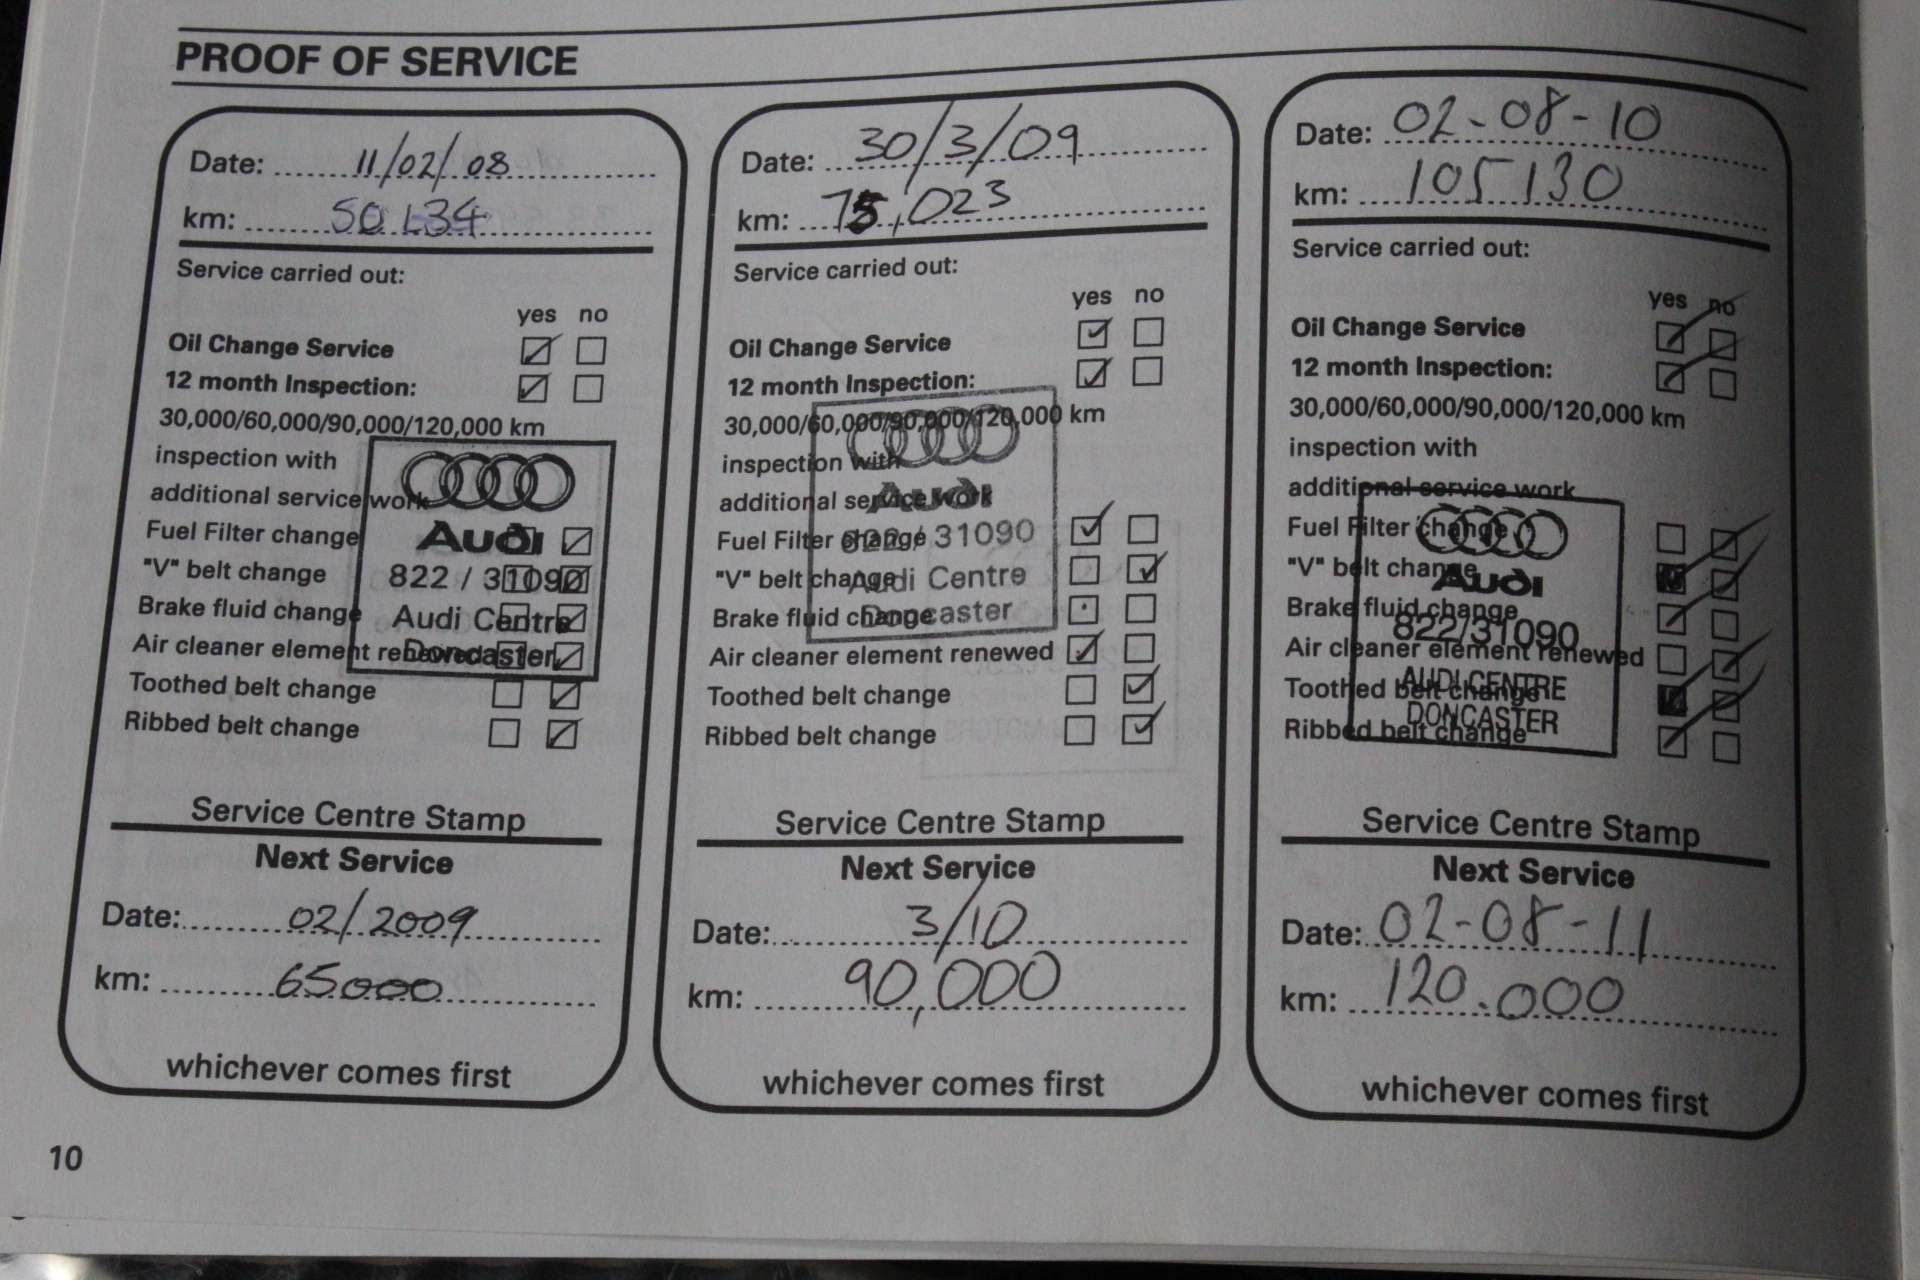 PROOF OF SERVICE
Date: 11/02/08
km: 50134
Service carried out:
yes no
Oil Change Service
12 month Inspection:
30,000/60,000/90,000/120,000 km
inspection with
additional service work
Fuel Filter change
"V" belt change
Brake fluid change
Air cleaner element renewed
Toothed belt change
Ribbed belt change
Audi
822 / 31090
Audi Centre
Doncaster
Service Centre Stamp
Next Service
Date: 02/2009
km: 65000
whichever comes first
Date: 30/3/09
km: 75,023
Service carried out:
yes no
Oil Change Service
12 month Inspection:
30,000/60,000/90,000/120,000 km
inspection with
additional service work
Fuel Filter change
"V" belt change
Brake fluid change
Air cleaner element renewed
Toothed belt change
Ribbed belt change
Audi
822 / 31090
Audi Centre
Doncaster
Service Centre Stamp
Next Service
Date: 3/10
km: 90,000
whichever comes first
Date: 02-08-10
km: 105130
Service carried out:
yes no
Oil Change Service
12 month Inspection:
30,000/60,000/90,000/120,000 km
inspection with
additional service work
Fuel Filter change
"V" belt change
Brake fluid change
Air cleaner element renewed
Toothed belt change
Ribbed belt change
Audi
822/31090
AUDI CENTRE
DONCASTER
Service Centre Stamp
Next Service
Date: 02-08-11
km: 120.000
whichever comes first
10